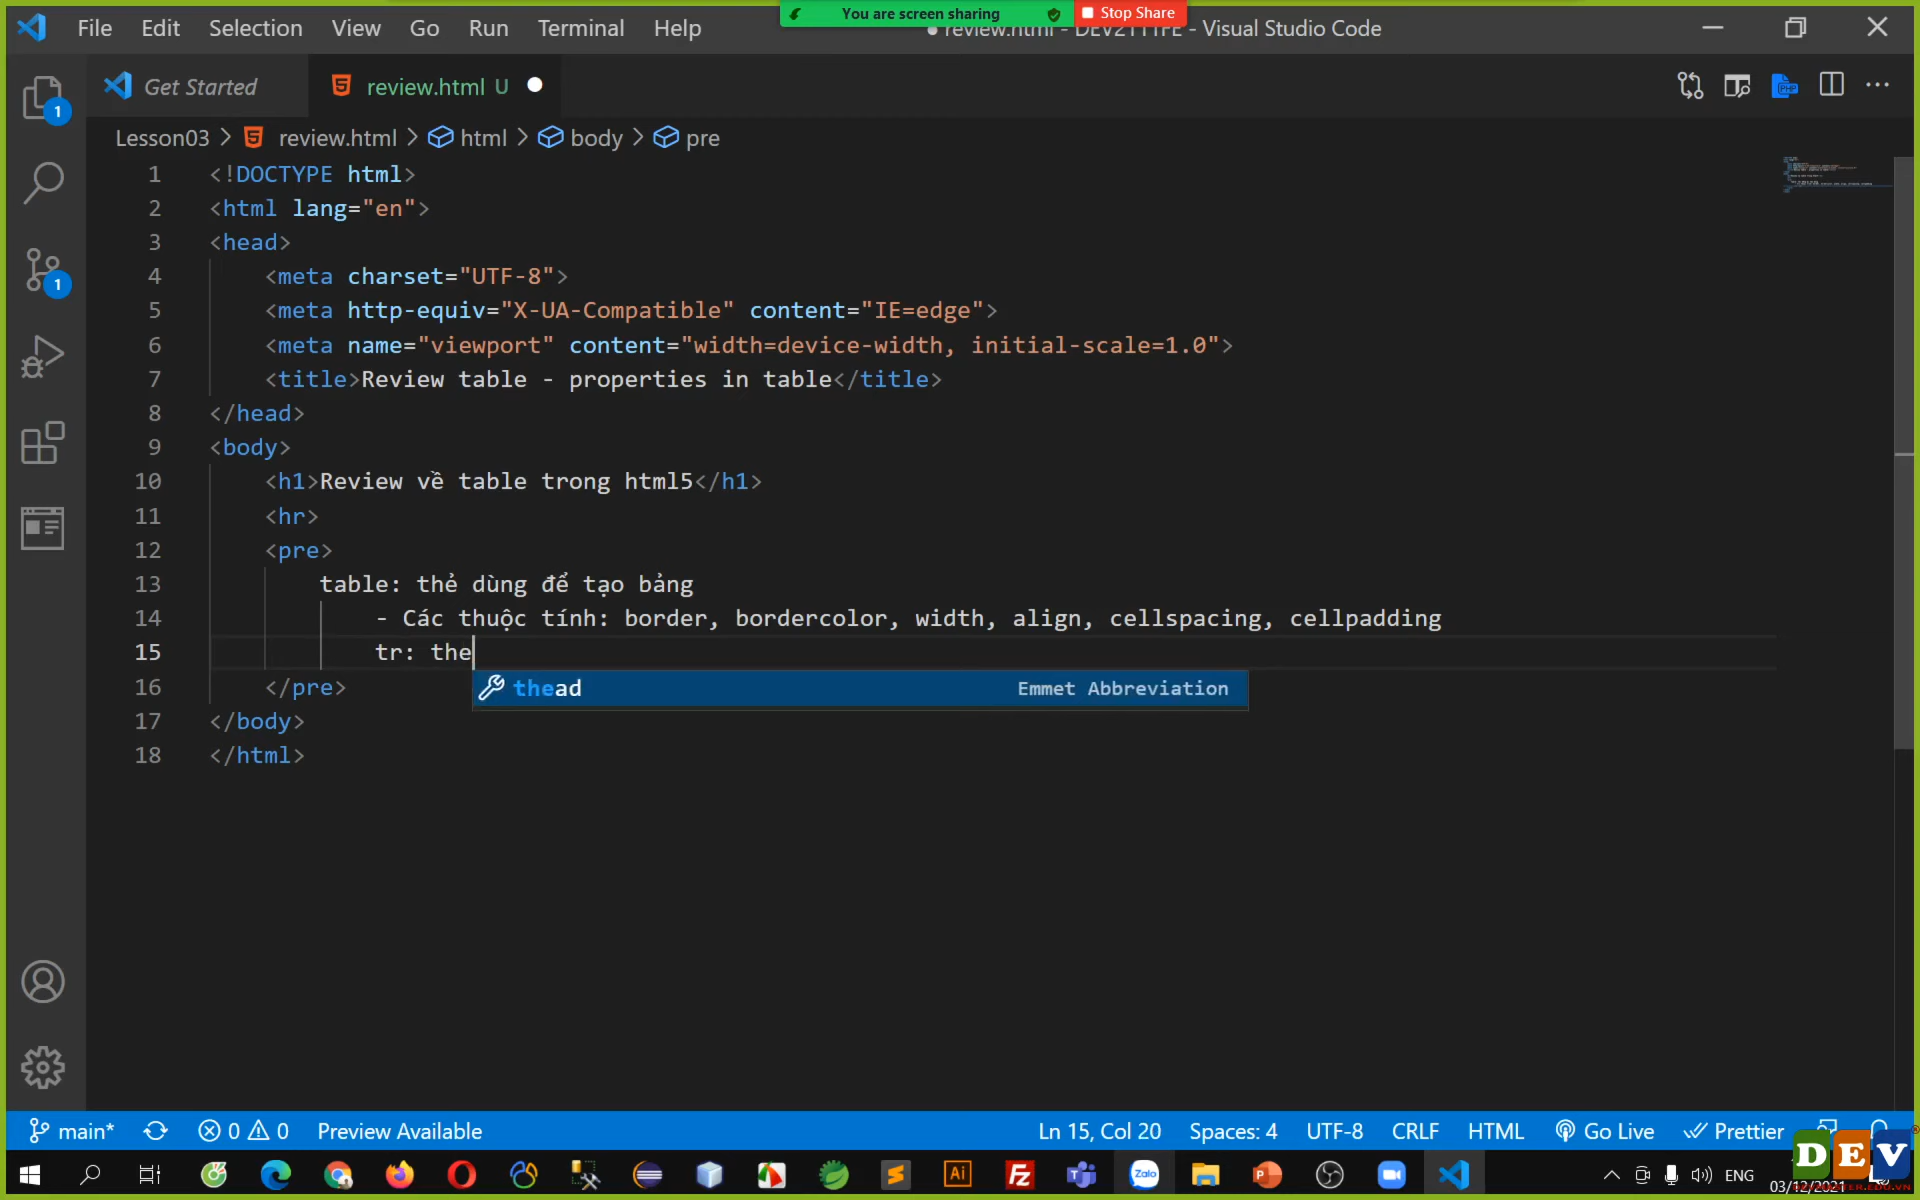 You are screen sharing
Stop Share
File Edit Selection View Go Run Terminal Help
review.html - DEV2111FE - Visual Studio Code
Get Started
review.html U
Lesson03 > review.html > html > body > pre
1 <!DOCTYPE html>
2 <html lang="en">
3 <head>
4 <meta charset="UTF-8">
5 <meta http-equiv="X-UA-Compatible" content="IE=edge">
6 <meta name="viewport" content="width=device-width, initial-scale=1.0">
7 <title>Review table - properties in table</title>
8 </head>
9 <body>
10 <h1>Review về table trong html5</h1>
11 <hr>
12 <pre>
13 table: thẻ dùng để tạo bảng
14 - Các thuộc tính: border, bordercolor, width, align, cellspacing, cellpadding
15 tr: the
thead Emmet Abbreviation
16 </pre>
17 </body>
18 </html>
1
1
main* 0 0 Preview Available Ln 15, Col 20 Spaces: 4 UTF-8 CRLF HTML Go Live Prettier
ENG
03/12/2021
DEV